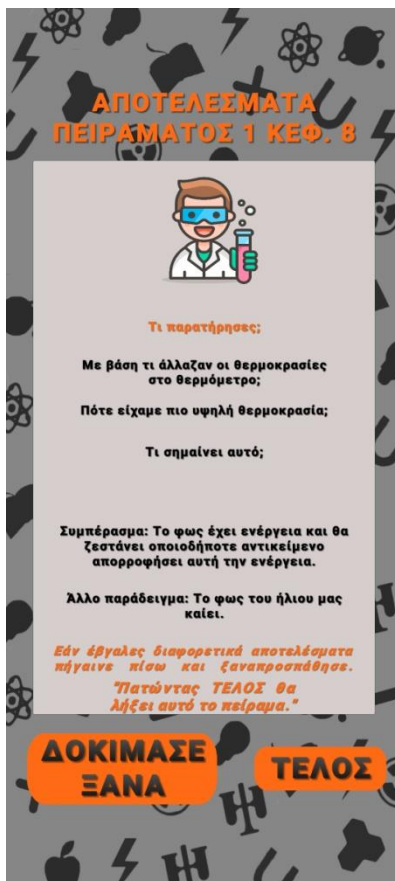 ΑΠΟΤΕΛΕΣΜΑΤΑ
ΠΕΙΡΑΜΑΤΟΣ 1 ΚΕΦ. 8
Τι παρατήρησες;
Με βάση τι άλλαζαν οι θερμοκρασίες
στο θερμόμετρο;
Πότε είχαμε πιο υψηλή θερμοκρασία;
Τι σημαίνει αυτό;
Συμπέρασμα: Το φως έχει ενέργεια και θα
ζεστάνει οποιοδήποτε αντικείμενο
απορροφήσει αυτή την ενέργεια.
Άλλο παράδειγμα: Το φως του ήλιου μας
καίει.
Εάν έβγαλες διαφορετικά αποτελέσματα
πήγαινε πίσω και ξαναπροσπάθησε.
"Πατώντας ΤΕΛΟΣ θα
λήξει αυτό το πείραμα."
ΔΟΚΙΜΑΣΕ
ΞΑΝΑ
ΤΕΛΟΣ